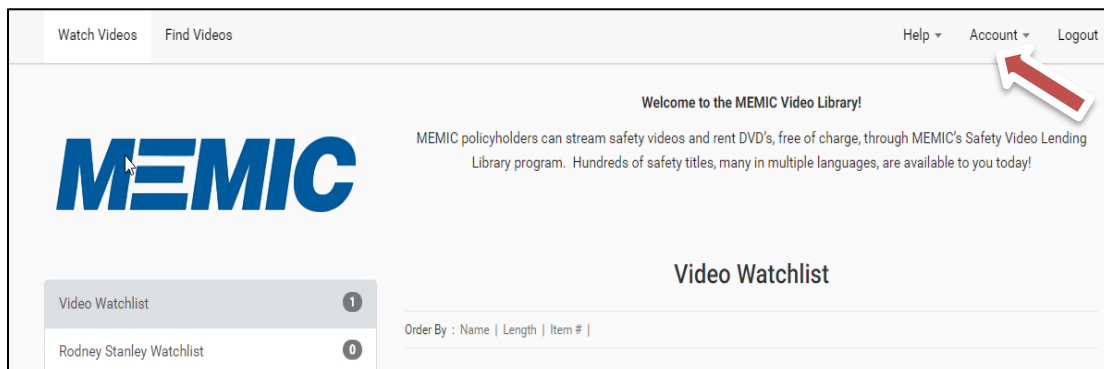 Watch Videos Find Videos Help Account Logout
Welcome to the MEMIC Video Library!
MEMIC policyholders can stream safety videos and rent DVD's, free of charge, through MEMIC's Safety Video Lending
Library program. Hundreds of safety titles, many in multiple languages, are available to you today!
MEMIC
Video Watchlist
Video Watchlist 1
Order By : Name | Length | Item # |
Rodney Stanley Watchlist 0